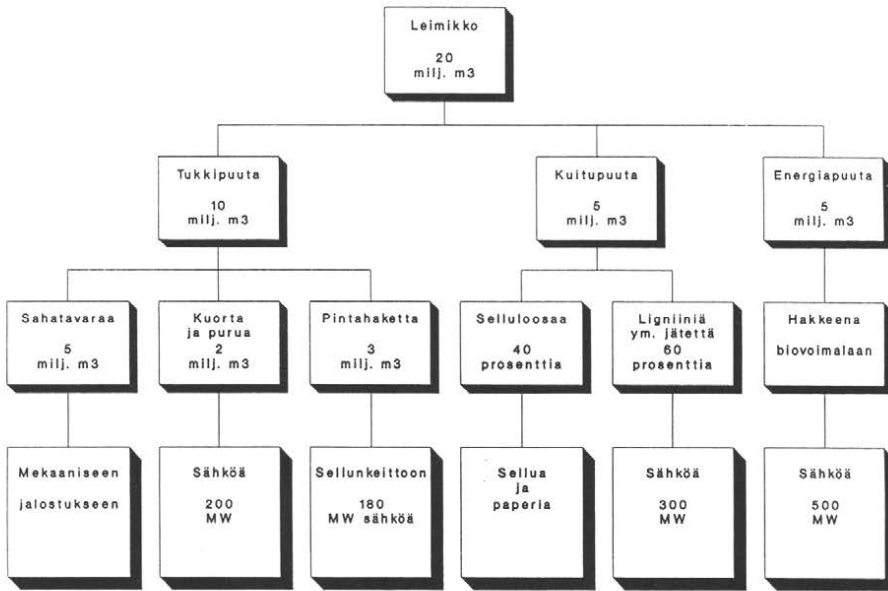 Leimikko
20
milj. m3
Tukkipuuta
10
milj. m3
Kuitupuuta
5
milj. m3
Energiapuuta
5
milj. m3
Sahatavaraa
5
milj. m3
Kuorta
ja purua
2
milj. m3
Pintahaketta
3
milj. m3
Selluloosaa
40
prosenttia
Ligniiniä
ym. jätettä
60
prosenttia
Hakkeena
biovoimalaan
Mekaaniseen
jalostukseen
Sähköä
200
MW
Sellunkeittoon
180
MW sähköä
Sellua
ja
paperia
Sähköä
300
MW
Sähköä
500
MW